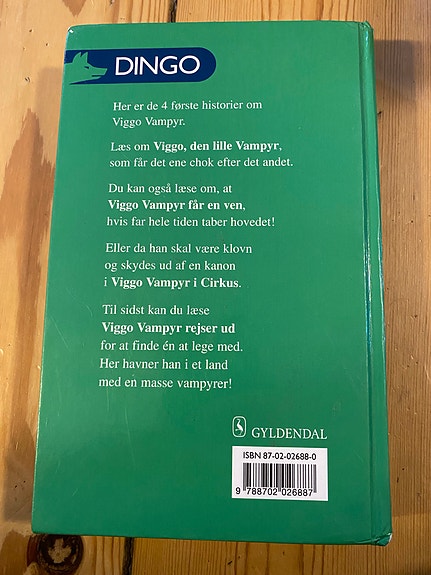 DINGO
Her er de 4 første historier om
Viggo Vampyr.
Læs om Viggo, den lille Vampyr,
som får det ene chok efter det andet.
Du kan også læse om, at
Viggo Vampyr får en ven,
hvis far hele tiden taber hovedet!
Eller da han skal være klovn
og skydes ud af en kanon
i Viggo Vampyr i Cirkus.
Til sidst kan du læse
Viggo Vampyr rejser ud
for at finde én at lege med.
Her havner han i et land
med en masse vampyrer!
GYLDENDAL
ISBN 87-02-02688-0
9 788702 026887